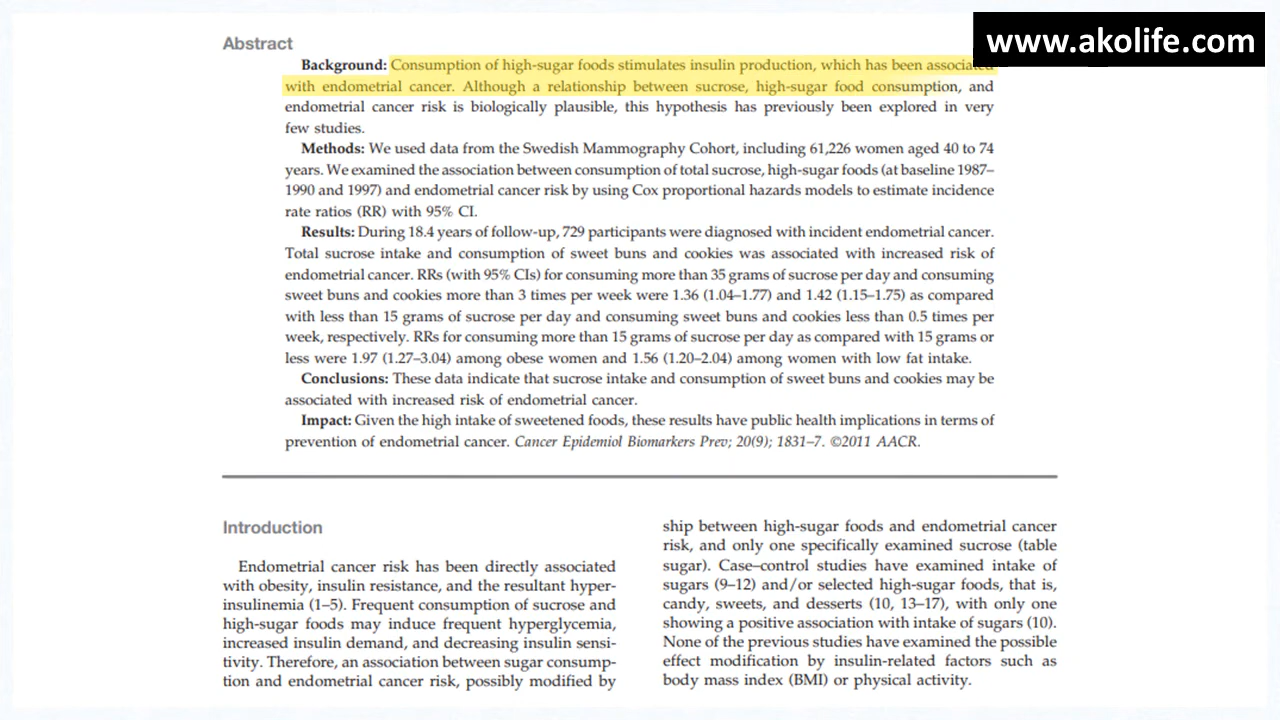 www.akolife.com
Abstract
Background: Consumption of high-sugar foods stimulates insulin production, which has been associated
with endometrial cancer. Although a relationship between sucrose, high-sugar food consumption, and
endometrial cancer risk is biologically plausible, this hypothesis has previously been explored in very
few studies.
Methods: We used data from the Swedish Mammography Cohort, including 61,226 women aged 40 to 74
years. We examined the association between consumption of total sucrose, high-sugar foods (at baseline 1987–
1990 and 1997) and endometrial cancer risk by using Cox proportional hazards models to estimate incidence
rate ratios (RR) with 95% CI.
Results: During 18.4 years of follow-up, 729 participants were diagnosed with incident endometrial cancer.
Total sucrose intake and consumption of sweet buns and cookies was associated with increased risk of
endometrial cancer. RRs (with 95% CIs) for consuming more than 35 grams of sucrose per day and consuming
sweet buns and cookies more than 3 times per week were 1.36 (1.04–1.77) and 1.42 (1.15–1.75) as compared
with less than 15 grams of sucrose per day and consuming sweet buns and cookies less than 0.5 times per
week, respectively. RRs for consuming more than 15 grams of sucrose per day as compared with 15 grams or
less were 1.97 (1.27–3.04) among obese women and 1.56 (1.20–2.04) among women with low fat intake.
Conclusions: These data indicate that sucrose intake and consumption of sweet buns and cookies may be
associated with increased risk of endometrial cancer.
Impact: Given the high intake of sweetened foods, these results have public health implications in terms of
prevention of endometrial cancer. Cancer Epidemiol Biomarkers Prev; 20(9); 1831–7. ©2011 AACR.
Introduction
Endometrial cancer risk has been directly associated
with obesity, insulin resistance, and the resultant hyper-
insulinemia (1–5). Frequent consumption of sucrose and
high-sugar foods may induce frequent hyperglycemia,
increased insulin demand, and decreasing insulin sensi-
tivity. Therefore, an association between sugar consump-
tion and endometrial cancer risk, possibly modified by
ship between high-sugar foods and endometrial cancer
risk, and only one specifically examined sucrose (table
sugar). Case–control studies have examined intake of
sugars (9–12) and/or selected high-sugar foods, that is,
candy, sweets, and desserts (10, 13–17), with only one
showing a positive association with intake of sugars (10).
None of the previous studies have examined the possible
effect modification by insulin-related factors such as
body mass index (BMI) or physical activity.